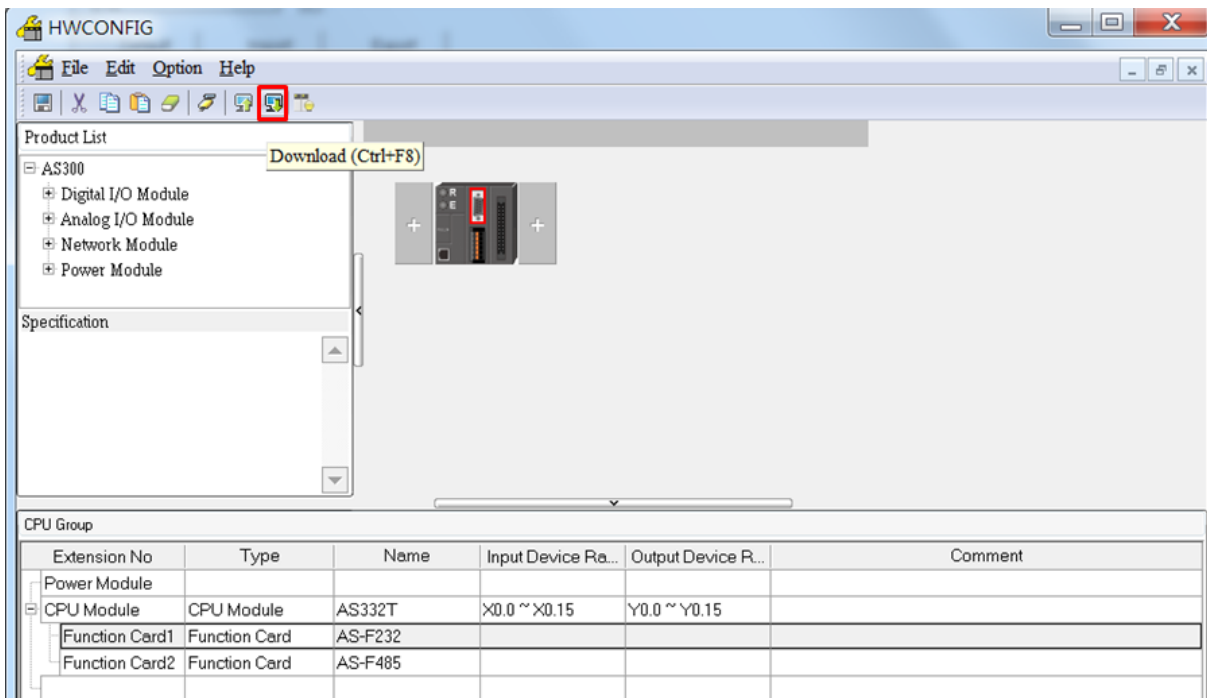 HWCONFIG
File Edit Option Help
Product List
Download (Ctrl+F8)
AS300
Digital I/O Module
Analog I/O Module
Network Module
Power Module
R
E
Specification
CPU Group
Extension No Type Name Input Device Ra... Output Device R... Comment
Power Module
CPU Module CPU Module AS332T X0.0 ~ X0.15 Y0.0 ~ Y0.15
Function Card1 Function Card AS-F232
Function Card2 Function Card AS-F485